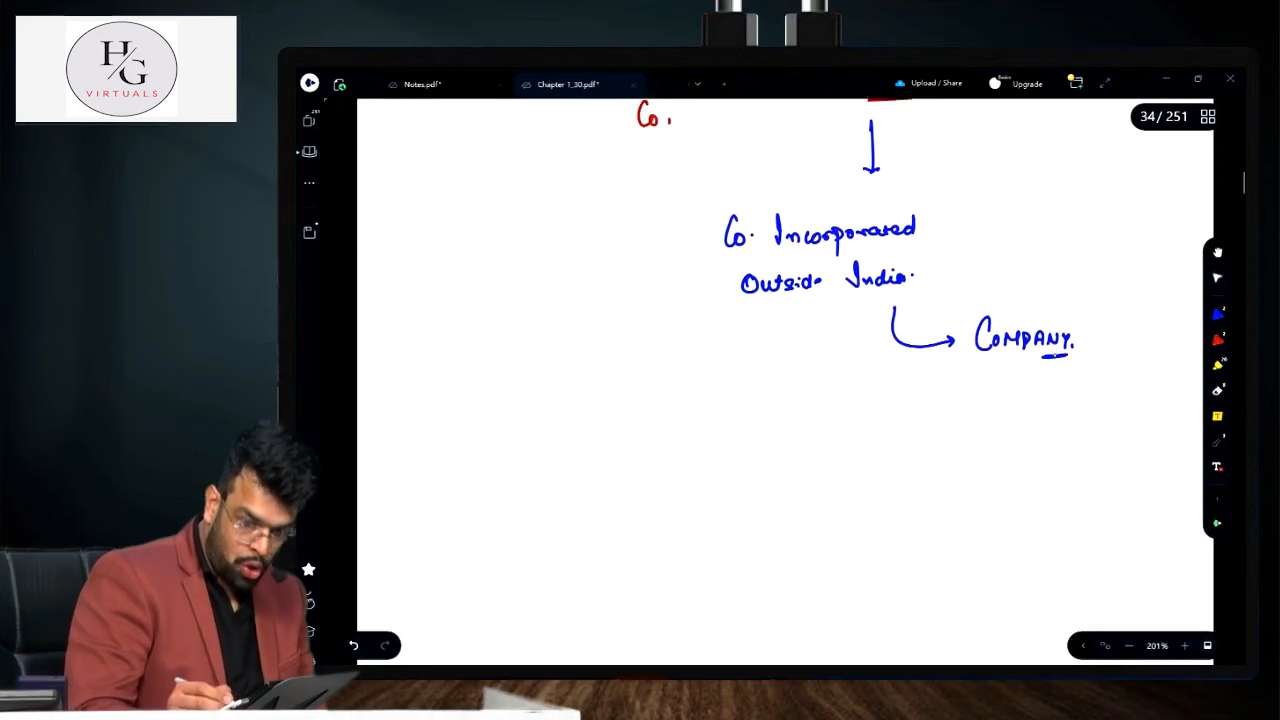 H/G
VIRTUALS
Notes.pdf*
Chapter 1_30.pdf*
Upload / Share
Upgrade
34 / 251
Co.
Co. Incorporated
Outside India.
COMPANY.
201%